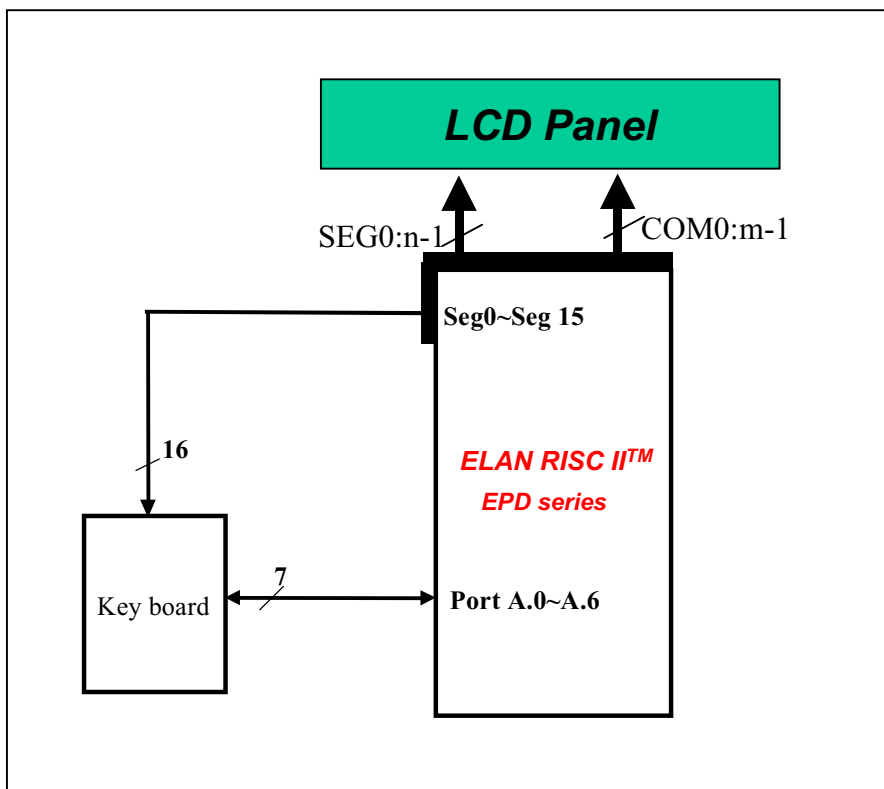 LCD Panel
SEG0:n-1
COM0:m-1
Seg0~Seg 15
16
ELAN RISC II™
EPD series
7
Key board
Port A.0~A.6